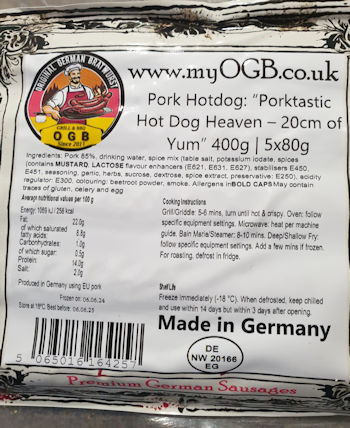 ORIGINAL GERMAN BRATWURST
GRILL & BBQ
OGB
Since 2017
www.myOGB.co.uk
Pork Hotdog: "Porktastic
Hot Dog Heaven – 20cm of
Yum" 400g | 5x80g
Ingredients: Pork 85%, drinking water, spice mix (table salt, potassium iodate, spices
(contains MUSTARD, LACTOSE flavour enhancers (E621, E631, E627), stabilisers E450,
E451, seasoning, garlic, herbs, sucrose, dextrose, spice extract, preservative: E250), acidity
regulator: E300, colouring: beetroot powder, smoke. Allergens inBOLD CAPS May contain
traces of gluten, celery and egg
Average nutritional values per 100 g
Energy: 1069 kJ / 258 kcal
Fat: 22.0g
of which saturated
fatty acids: 8.8g
Carbohydrates: 1.0g
of which sugar: 0.5g
Protein: 14.0g
Salt: 2.0g
Produced in Germany using EU pork
Frozen on: 06.06.24
Store at 18°C Best before: 06.06.25
Cooking Instructions
Grill/Griddle: 5-6 mins, turn until hot & crispy. Oven: follow
specific equipment settings. Microwave: heat per machine
guide. Bain Marie/Steamer: 8-10 mins. Deep/Shallow Fry:
follow specific equipment settings. Add a few mins if frozen.
For roasting, defrost in fridge.
Shelf Life
Freeze immediately (-18 °C). When defrosted, keep chilled
and use within 14 days but within 3 days after opening.
Made in Germany
DE
NW 20166
EG
5 065016 164257
Premium German Sausages